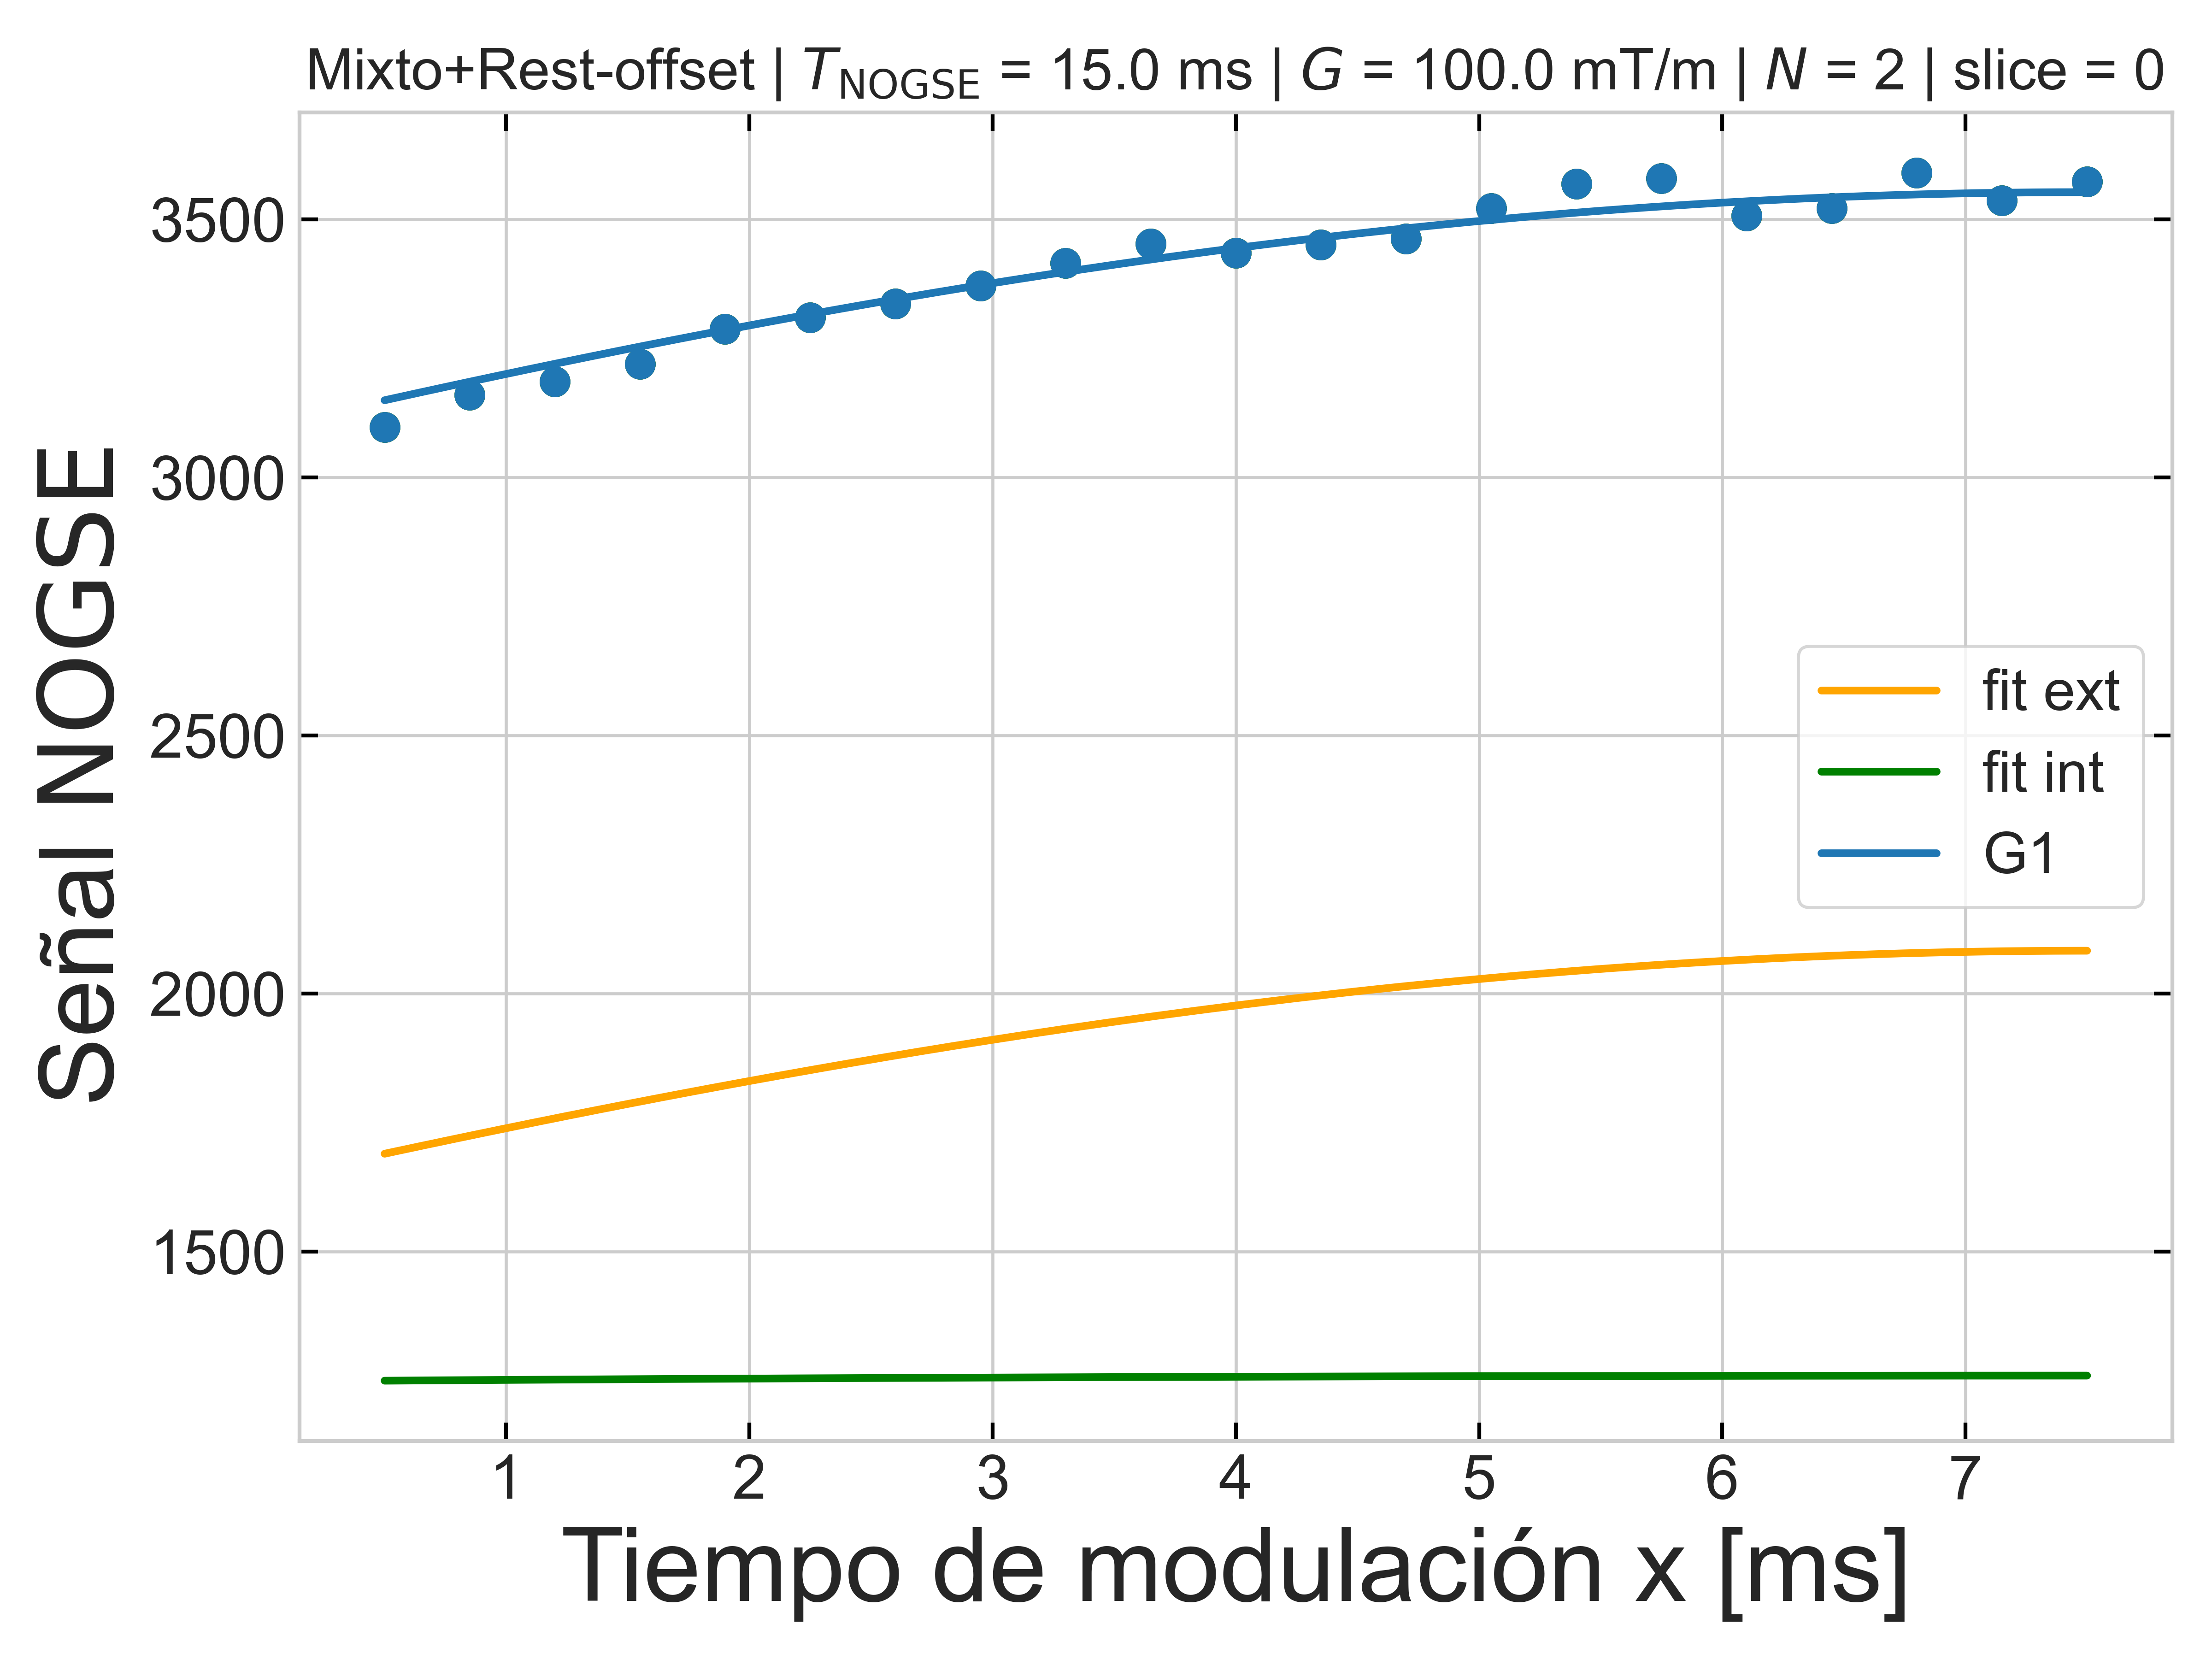 Mixto+Rest-offset | T_NOGSE = 15.0 ms | G = 100.0 mT/m | N = 2 | slice = 0
Señal NOGSE
3500
3000
2500
2000
1500
fit ext
fit int
G1
1 2 3 4 5 6 7
Tiempo de modulación x [ms]